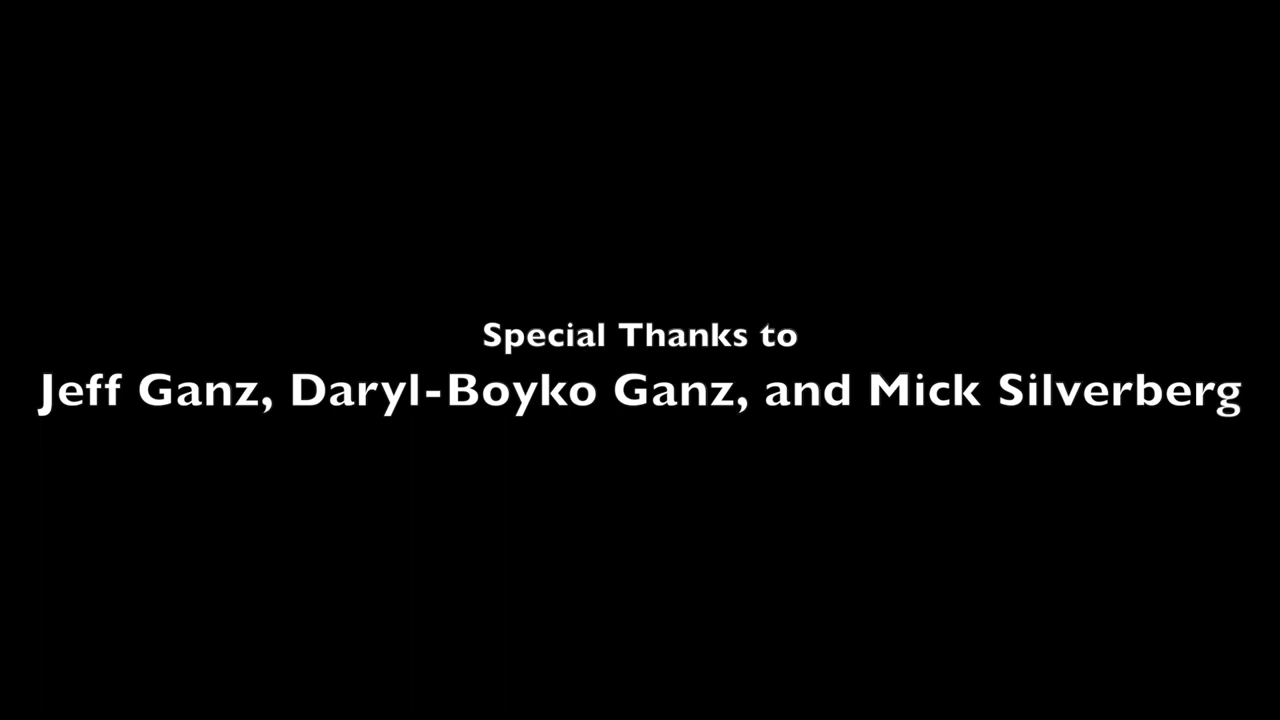 Special Thanks to
Jeff Ganz, Daryl-Boyko Ganz, and Mick Silverberg